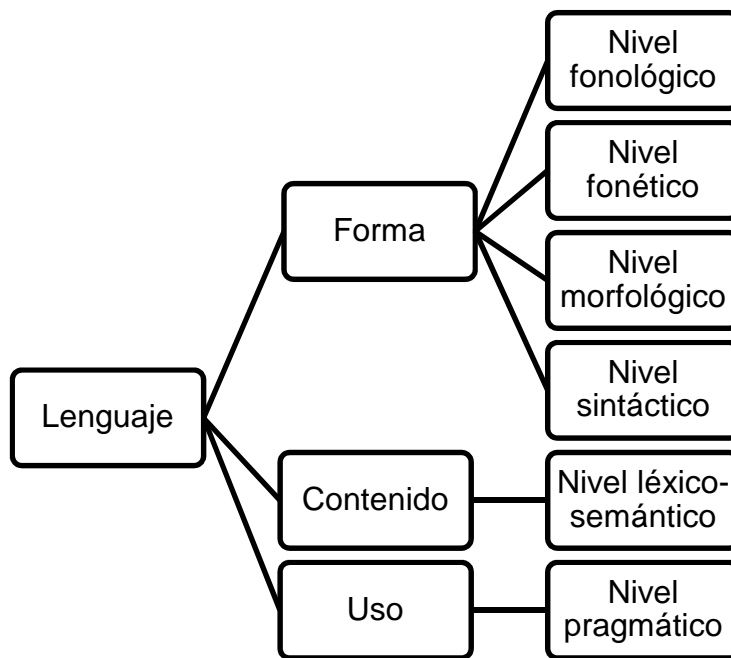 Lenguaje
Forma
Nivel
fonológico
Nivel
fonético
Nivel
morfológico
Nivel
sintáctico
Contenido
Nivel léxico-
semántico
Uso
Nivel
pragmático